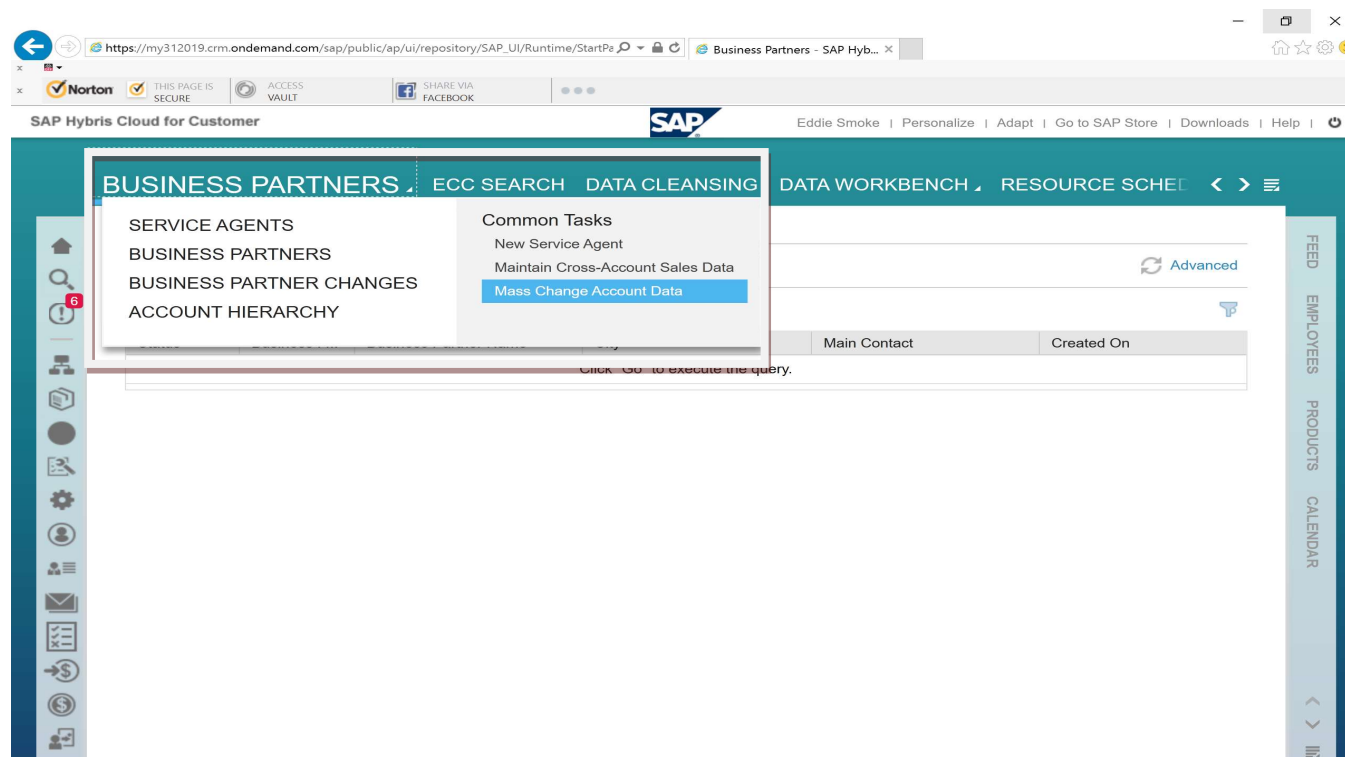 https://my312019.crm.ondemand.com/sap/public/ap/ui/repository/SAP_UI/Runtime/StartPa
Business Partners - SAP Hyb...
Norton
THIS PAGE IS
SECURE
ACCESS
VAULT
SHARE VIA
FACEBOOK
SAP Hybris Cloud for Customer
SAP
Eddie Smoke | Personalize | Adapt | Go to SAP Store | Downloads | Help |
BUSINESS PARTNERS ECC SEARCH DATA CLEANSING DATA WORKBENCH RESOURCE SCHED
SERVICE AGENTS
BUSINESS PARTNERS
BUSINESS PARTNER CHANGES
ACCOUNT HIERARCHY
Common Tasks
New Service Agent
Maintain Cross-Account Sales Data
Mass Change Account Data
Advanced
6
Main Contact
Created On
Click "Go" to execute the query.
FEED
EMPLOYEES
PRODUCTS
CALENDAR